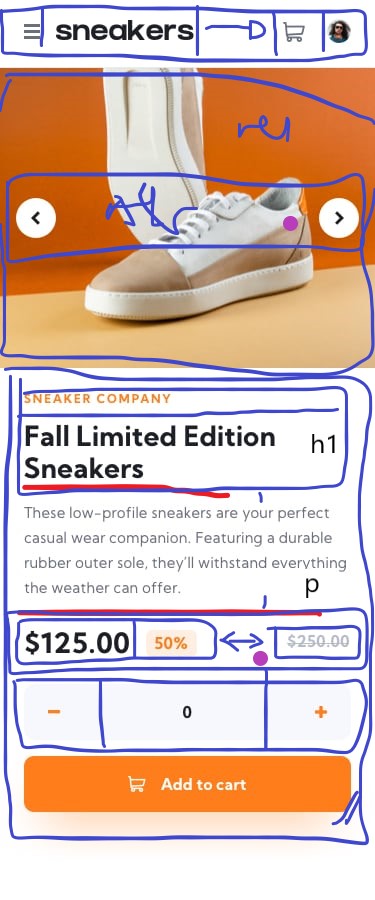 sneakers
rel
SNEAKER COMPANY
Fall Limited Edition
Sneakers
h1
These low-profile sneakers are your perfect
casual wear companion. Featuring a durable
rubber outer sole, they'll withstand everything
the weather can offer.
p
$125.00 50% $250.00
0
Add to cart